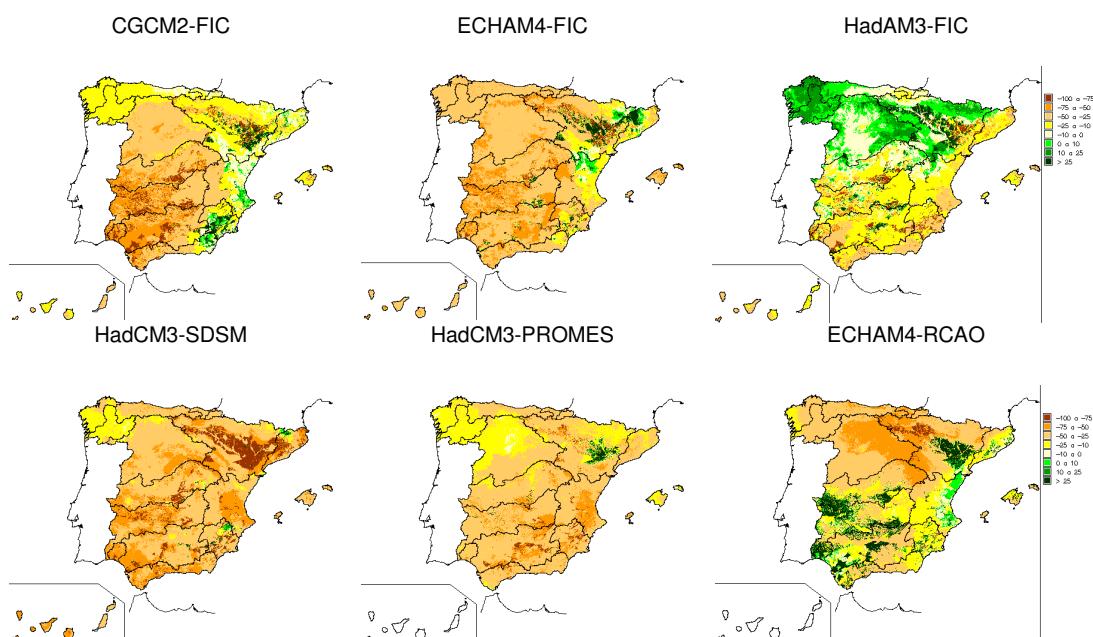 CGCM2-FIC
ECHAM4-FIC
HadAM3-FIC
-100 a -75
-75 a -50
-50 a -25
-25 a -10
-10 a 0
0 a 10
10 a 25
> 25
HadCM3-SDSM
HadCM3-PROMES
ECHAM4-RCAO
-100 a -75
-75 a -50
-50 a -25
-25 a -10
-10 a 0
0 a 10
10 a 25
> 25